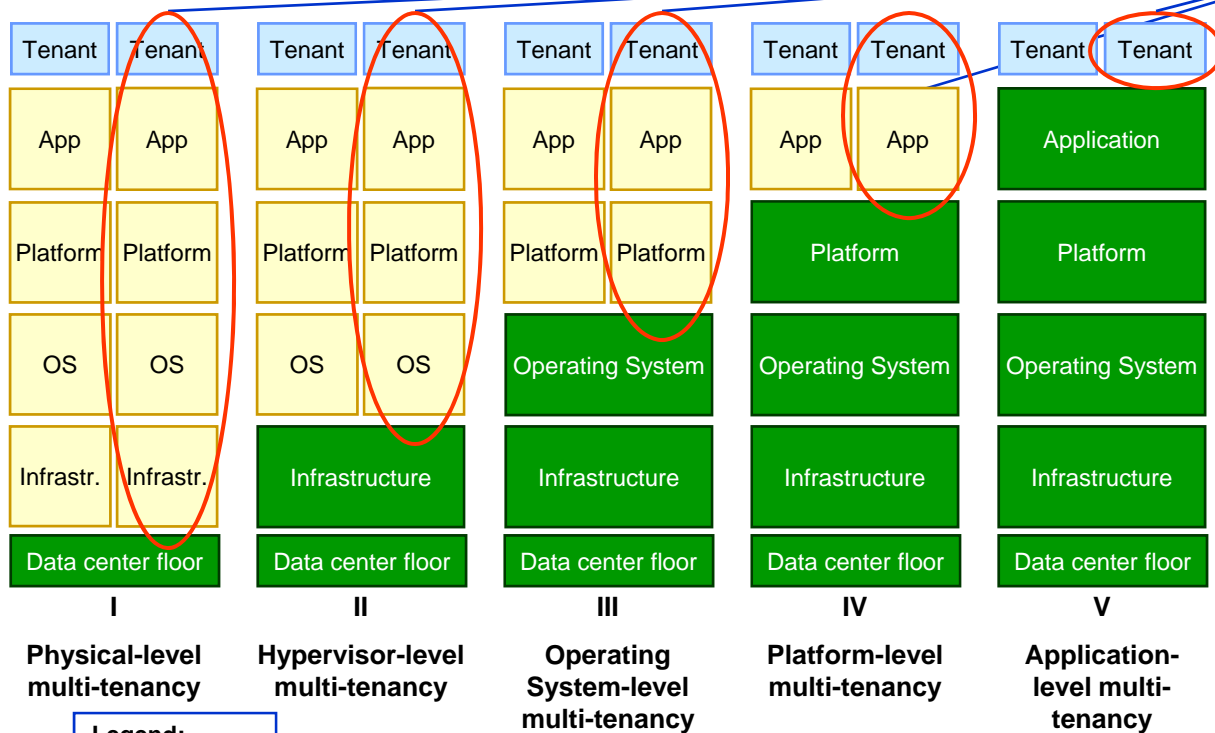 Tenant Tenant Tenant Tenant Tenant Tenant Tenant Tenant Tenant Tenant
App App App App App App App App Application
Platform Platform Platform Platform Platform Platform Platform Platform
OS OS OS OS Operating System Operating System Operating System
Infrastr. Infrastr. Infrastructure Infrastructure Infrastructure Infrastructure
Data center floor Data center floor Data center floor Data center floor Data center floor
I II III IV V
Physical-level Hypervisor-level Operating Platform-level Application-
multi-tenancy multi-tenancy System-level multi-tenancy level multi-
multi-tenancy tenancy
Legend: